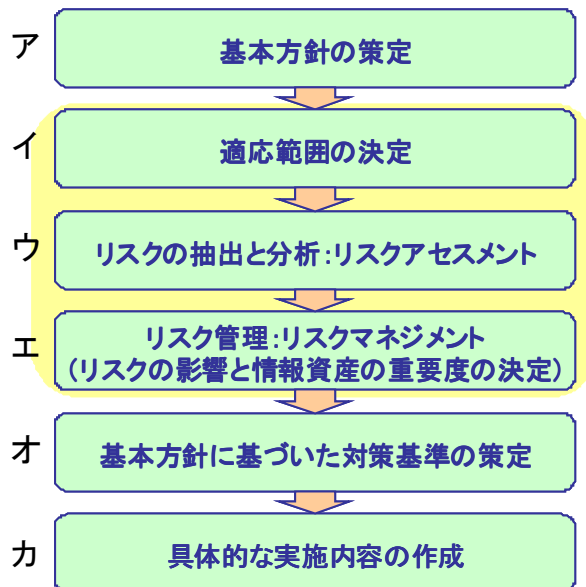 ア
基本方針の策定
イ
適応範囲の決定
ウ
リスクの抽出と分析:リスクアセスメント
エ
リスク管理:リスクマネジメント
(リスクの影響と情報資産の重要度の決定)
オ
基本方針に基づいた対策基準の策定
カ
具体的な実施内容の作成